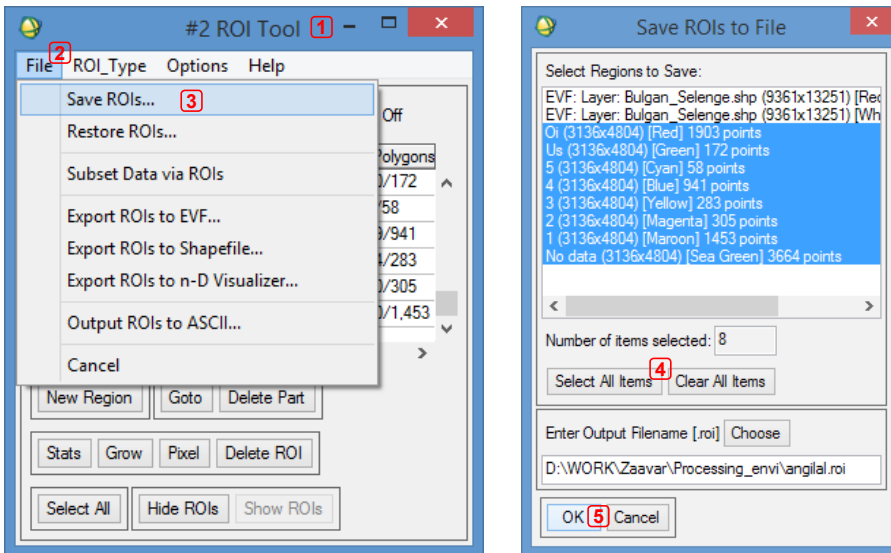 #2 ROI Tool 1
2
File ROI_Type Options Help
Save ROIs... 3
Restore ROIs...
Subset Data via ROIs
Export ROIs to EVF...
Export ROIs to Shapefile...
Export ROIs to n-D Visualizer...
Output ROIs to ASCII...
Cancel
Off
Polygons
0/172
/58
9/941
4/283
0/305
0/1,453
New Region Goto Delete Part
Stats Grow Pixel Delete ROI
Select All Hide ROIs Show ROIs
Save ROIs to File
Select Regions to Save:
EVF: Layer: Bulgan_Selenge.shp (9361x13251) [Red
EVF: Layer: Bulgan_Selenge.shp (9361x13251) [Wh
Oi (3136x4804) [Red] 1903 points
Us (3136x4804) [Green] 172 points
5 (3136x4804) [Cyan] 58 points
4 (3136x4804) [Blue] 941 points
3 (3136x4804) [Yellow] 283 points
2 (3136x4804) [Magenta] 305 points
1 (3136x4804) [Maroon] 1453 points
No data (3136x4804) [Sea Green] 3664 points
Number of items selected: 8
Select All Items 4 Clear All Items
Enter Output Filename [.roi] Choose
D:\WORK\Zaavar\Processing_envi\angilal.roi
OK 5 Cancel